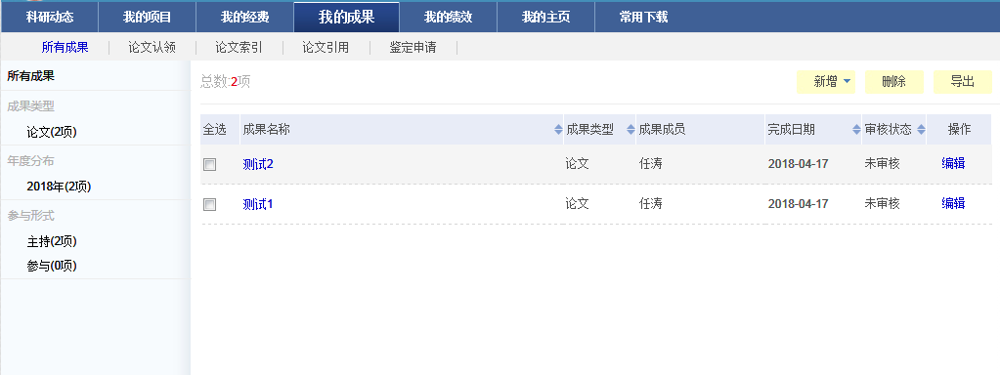 科研动态 我的项目 我的经费 我的成果 我的绩效 我的主页 常用下载
所有成果 论文认领 论文索引 论文引用 鉴定申请
所有成果
成果类型
论文(2项)
年度分布
2018年(2项)
参与形式
主持(2项)
参与(0项)
总数:2项 新增 删除 导出
全选 成果名称 成果类型 成果成员 完成日期 审核状态 操作
测试2 论文 任涛 2018-04-17 未审核 编辑
测试1 论文 任涛 2018-04-17 未审核 编辑